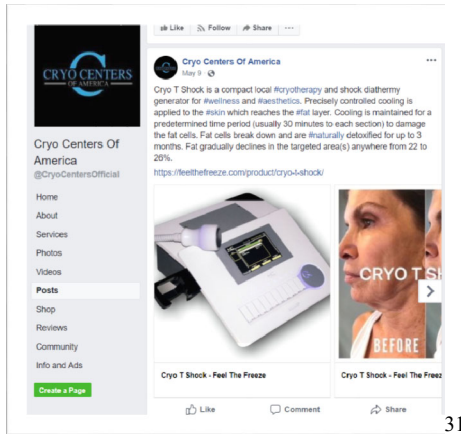 Like Follow Share ...
CRYO CENTERS
OF AMERICA
Cryo Centers Of
America
@CryoCentersOfficial
Home
About
Services
Photos
Videos
Posts
Shop
Reviews
Community
Info and Ads
Create a Page
Cryo Centers Of America
May 9 ·
Cryo T Shock is a compact local #cryotherapy and shock diathermy
generator for #wellness and #aesthetics. Precisely controlled cooling is
applied to the #skin which reaches the #fat layer. Cooling is maintained for a
predetermined time period (usually 30 minutes to each section) to damage
the fat cells. Fat cells break down and are #naturally detoxified for up to 3
months. Fat gradually declines in the targeted area(s) anywhere from 22 to
26%.
https://feelthefreeze.com/product/cryo-t-shock/
CRYO T SH
BEFORE
Cryo T Shock - Feel The Freeze
Cryo T Shock - Feel The Freez
Like Comment Share
31